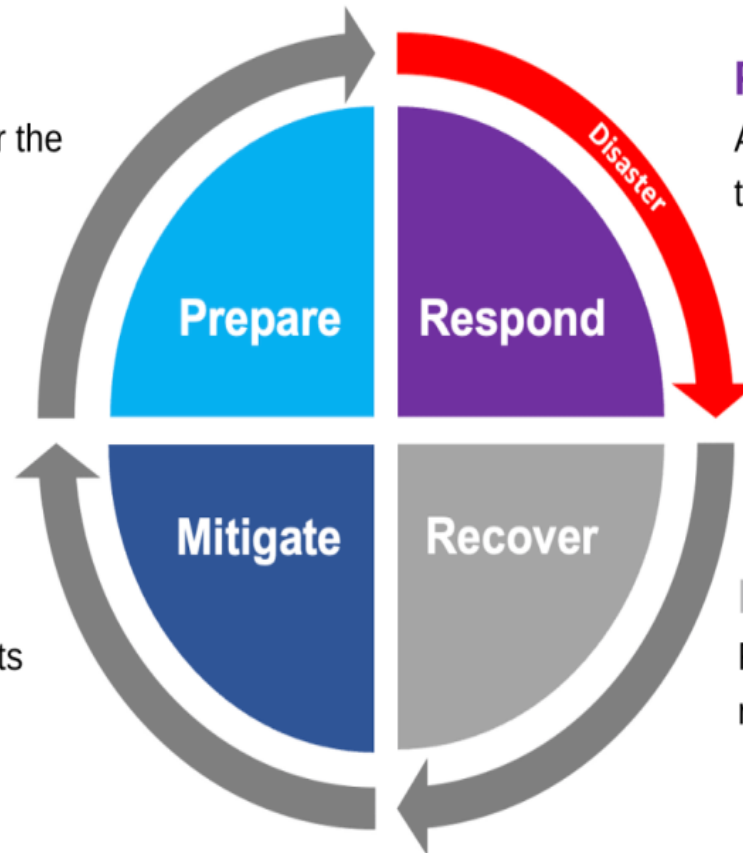 r the
Disaster
A
t
Prepare
Respond
Mitigate
Recover
ts
r